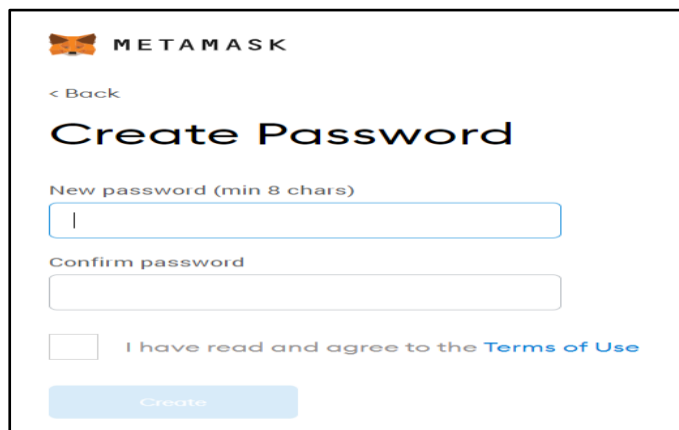 METAMASK
< Back
Create Password
New password (min 8 chars)
Confirm password
I have read and agree to the Terms of Use
Create